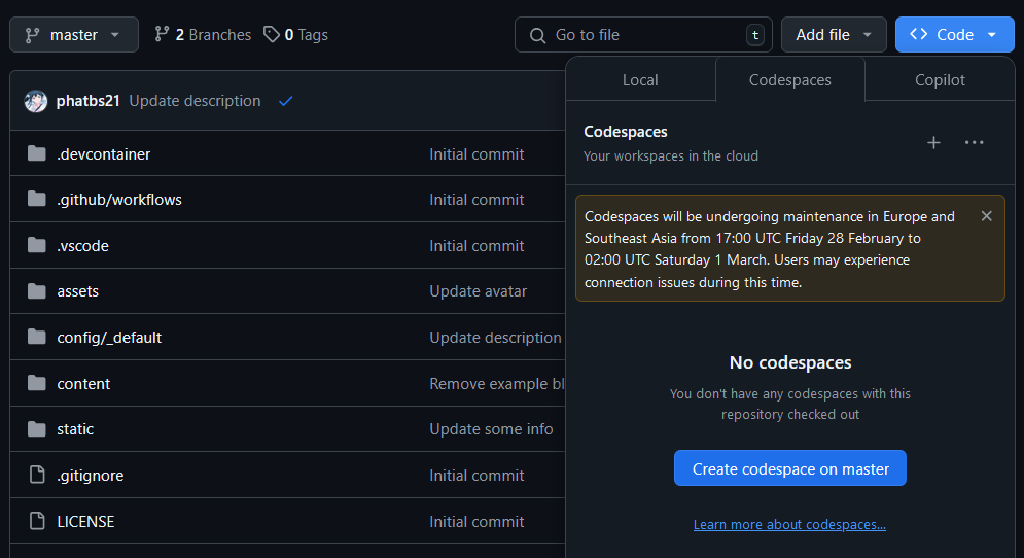 master
2 Branches
0 Tags
Go to file
t
Add file
Code
phatbs21 Update description
.devcontainer Initial commit
.github/workflows Initial commit
.vscode Initial commit
assets Update avatar
config/_default Update description
content Remove example bl
static Update some info
.gitignore Initial commit
LICENSE Initial commit
Local
Codespaces
Copilot
Codespaces
Your workspaces in the cloud
Codespaces will be undergoing maintenance in Europe and
Southeast Asia from 17:00 UTC Friday 28 February to
02:00 UTC Saturday 1 March. Users may experience
connection issues during this time.
No codespaces
You don't have any codespaces with this
repository checked out
Create codespace on master
Learn more about codespaces...